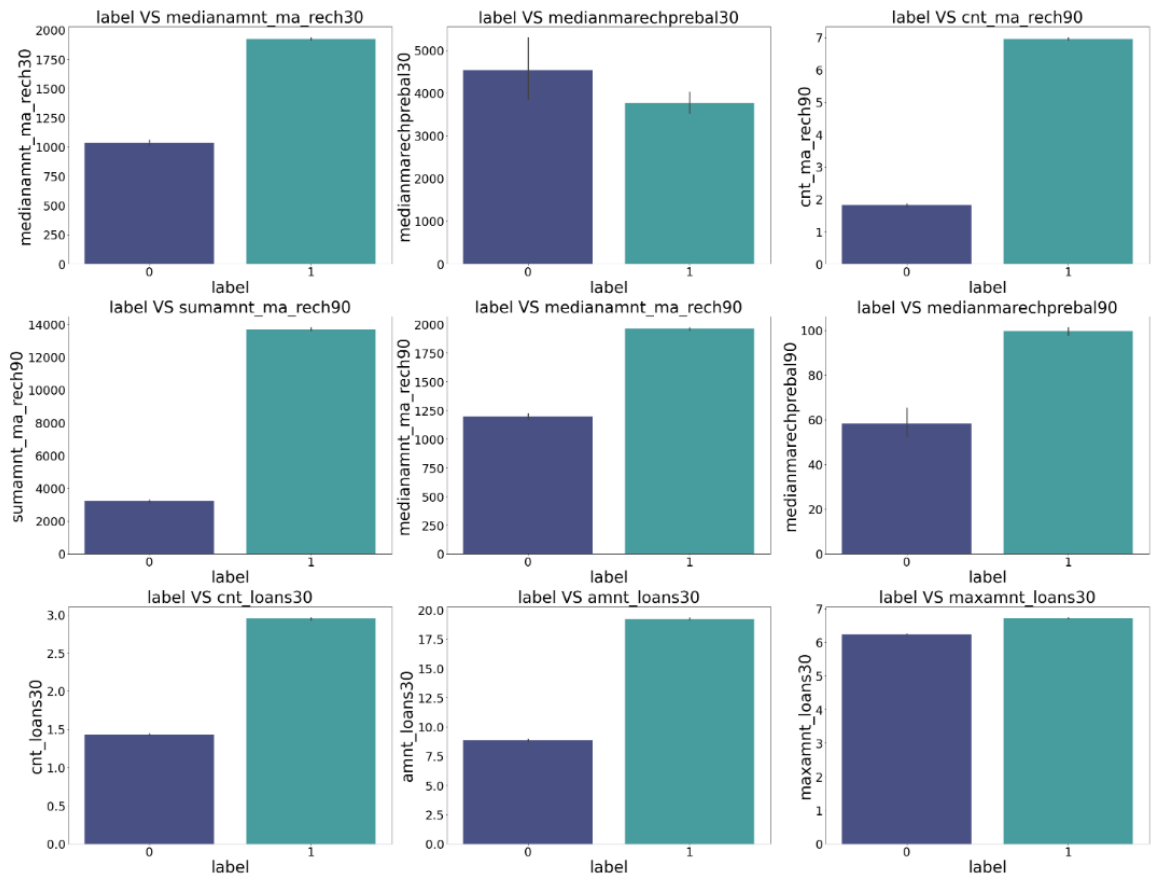 label VS medianamnt_ma_rech30
medianamnt_ma_rech30
2000
1750
1500
1250
1000
750
500
250
0
0 1
label
label VS medianmarechprebal30
medianmarechprebal30
5000
4000
3000
2000
1000
0
0 1
label
label VS cnt_ma_rech90
cnt_ma_rech90
7
6
5
4
3
2
1
0
0 1
label
label VS sumamnt_ma_rech90
sumamnt_ma_rech90
14000
12000
10000
8000
6000
4000
2000
0
0 1
label
label VS medianamnt_ma_rech90
medianamnt_ma_rech90
2000
1750
1500
1250
1000
750
500
250
0
0 1
label
label VS medianmarechprebal90
medianmarechprebal90
100
80
60
40
20
0
0 1
label
label VS cnt_loans30
cnt_loans30
3.0
2.5
2.0
1.5
1.0
0.5
0.0
0 1
label
label VS amnt_loans30
amnt_loans30
20.0
17.5
15.0
12.5
10.0
7.5
5.0
2.5
0.0
0 1
label
label VS maxamnt_loans30
maxamnt_loans30
7
6
5
4
3
2
1
0
0 1
label